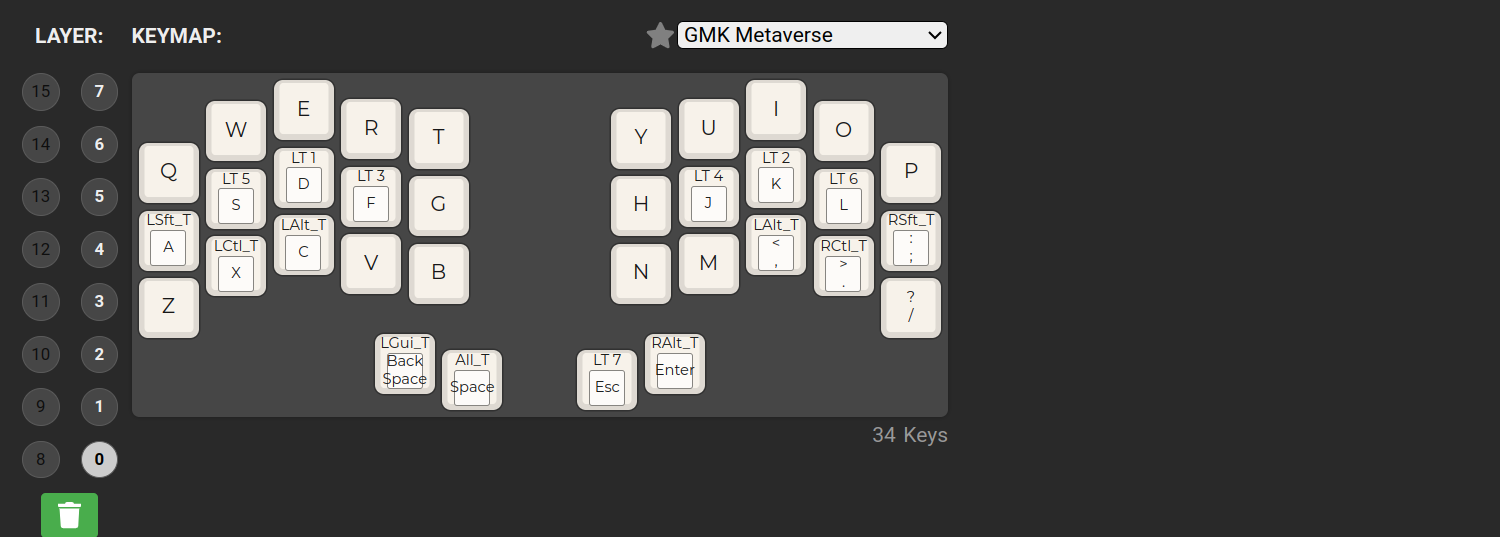 LAYER: KEYMAP: GMK Metaverse
15 7
14 6
13 5
12 4
11 3
10 2
9 1
8 0
Q W E R T Y U I O P
LSft_T A
LT 5 S
LT 1 D
LT 3 F
G
H
LT 4 J
LT 2 K
LT 6 L
RSft_T : ;
Z
LCtl_T X
LAlt_T C
V
B
N
M
LAlt_T < ,
RCtl_T > .
? /
LGui_T Back Space
All_T Space
LT 7 Esc
RAlt_T Enter
34 Keys